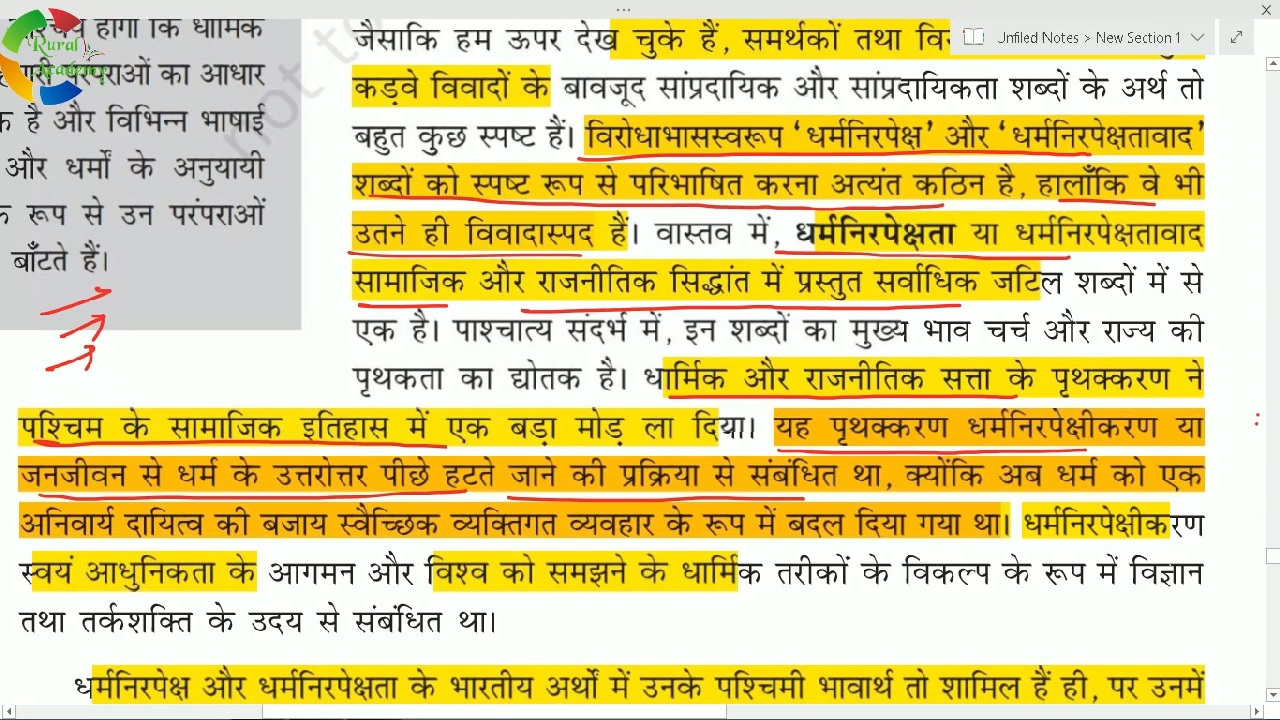 Rural
Academy
होगा कि धार्मिक
का आधार
है और विभिन्न भाषाई
और धर्मों के अनुयायी
रूप से उन परंपराओं
बाँटते हैं।
जैसाकि हम ऊपर देख चुके हैं, समर्थकों तथा
Unfiled Notes > New Section 1
कड़वे विवादों के बावजूद सांप्रदायिक और सांप्रदायिकता शब्दों के अर्थ तो
बहुत कुछ स्पष्ट हैं। विरोधाभासस्वरूप ‘धर्मनिरपेक्ष’ और ‘धर्मनिरपेक्षतावाद’
शब्दों को स्पष्ट रूप से परिभाषित करना अत्यंत कठिन है, हालाँकि वे भी
उतने ही विवादास्पद हैं। वास्तव में, धर्मनिरपेक्षता या धर्मनिरपेक्षतावाद
सामाजिक और राजनीतिक सिद्धांत में प्रस्तुत सर्वाधिक जटिल शब्दों में से
एक है। पाश्चात्य संदर्भ में, इन शब्दों का मुख्य भाव चर्च और राज्य की
पृथकता का द्योतक है। धार्मिक और राजनीतिक सत्ता के पृथक्करण ने
पश्चिम के सामाजिक इतिहास में एक बड़ा मोड़ ला दिया। यह पृथक्करण धर्मनिरपेक्षीकरण या
जनजीवन से धर्म के उत्तरोत्तर पीछे हटते जाने की प्रक्रिया से संबंधित था, क्योंकि अब धर्म को एक
अनिवार्य दायित्व की बजाय स्वैच्छिक व्यक्तिगत व्यवहार के रूप में बदल दिया गया था। धर्मनिरपेक्षीकरण
स्वयं आधुनिकता के आगमन और विश्व को समझने के धार्मिक तरीकों के विकल्प के रूप में विज्ञान
तथा तर्कशक्ति के उदय से संबंधित था।
धर्मनिरपेक्ष और धर्मनिरपेक्षता के भारतीय अर्थों में उनके पश्चिमी भावार्थ तो शामिल हैं ही, पर उनमें